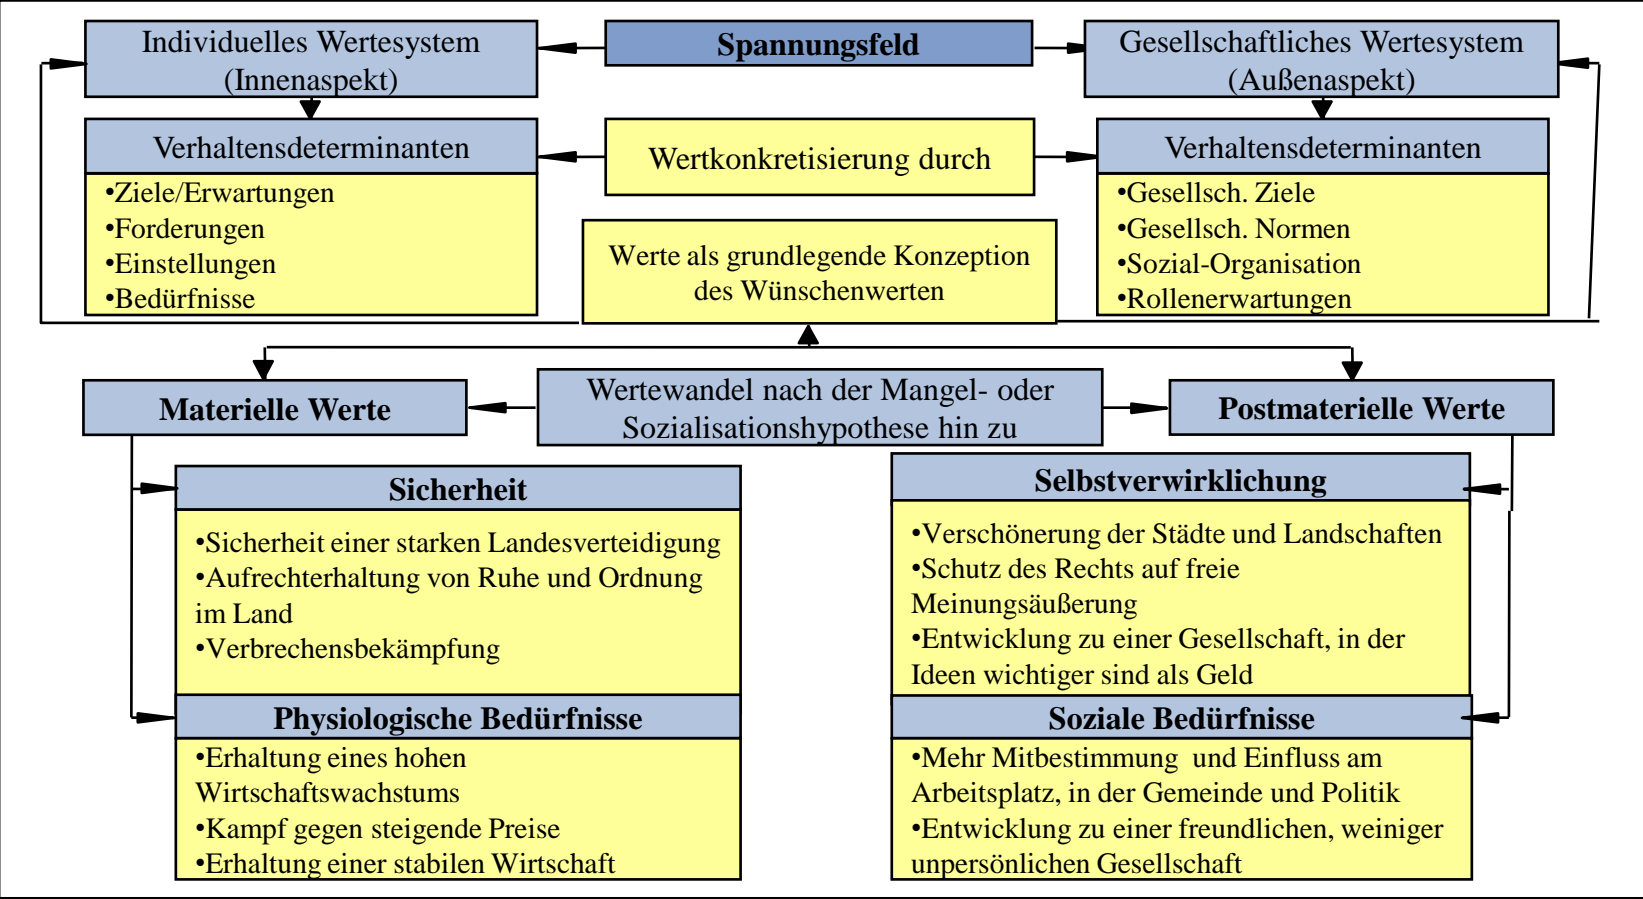 Individuelles Wertesystem
(Innenaspekt)
Spannungsfeld
Gesellschaftliches Wertesystem
(Außenaspekt)
Verhaltensdeterminanten
•Ziele/Erwartungen
•Forderungen
•Einstellungen
•Bedürfnisse
Wertkonkretisierung durch
Verhaltensdeterminanten
•Gesellsch. Ziele
•Gesellsch. Normen
•Sozial-Organisation
•Rollenerwartungen
Werte als grundlegende Konzeption
des Wünschenwerten
Materielle Werte
Wertewandel nach der Mangel- oder
Sozialisationshypothese hin zu
Postmaterielle Werte
Sicherheit
•Sicherheit einer starken Landesverteidigung
•Aufrechterhaltung von Ruhe und Ordnung
im Land
•Verbrechensbekämpfung
Physiologische Bedürfnisse
•Erhaltung eines hohen
Wirtschaftswachstums
•Kampf gegen steigende Preise
•Erhaltung einer stabilen Wirtschaft
Selbstverwirklichung
•Verschönerung der Städte und Landschaften
•Schutz des Rechts auf freie
Meinungsäußerung
•Entwicklung zu einer Gesellschaft, in der
Ideen wichtiger sind als Geld
Soziale Bedürfnisse
•Mehr Mitbestimmung  und Einfluss am
Arbeitsplatz, in der Gemeinde und Politik
•Entwicklung zu einer freundlichen, weiniger
unpersönlichen Gesellschaft